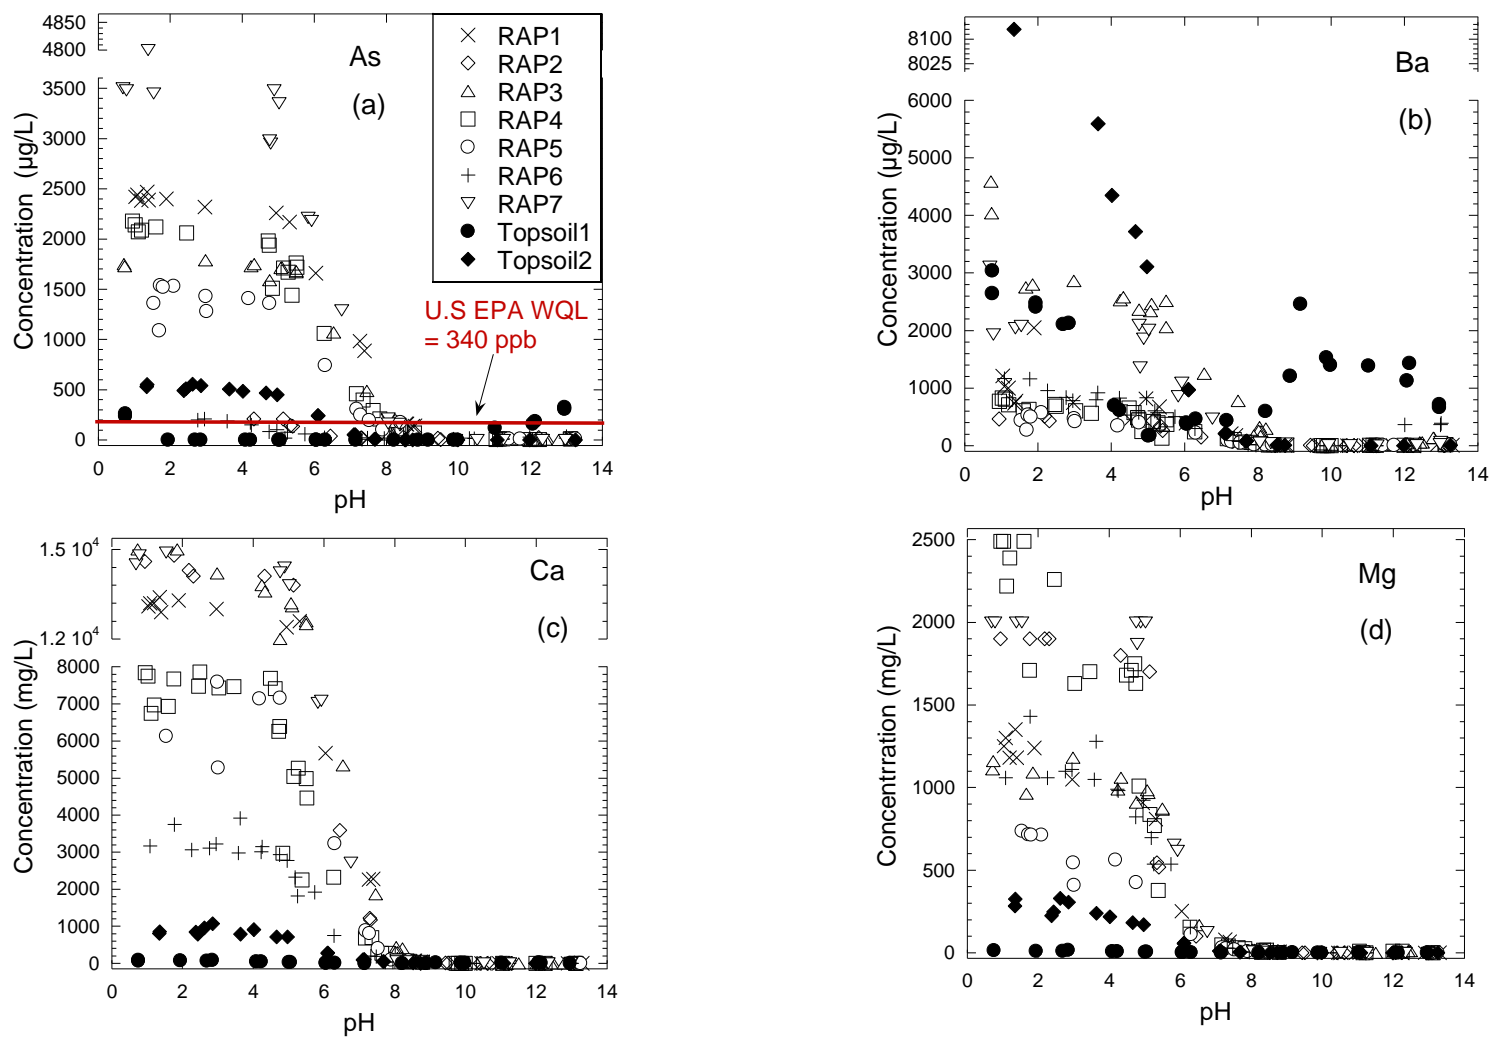 As
(a)
4850
4800
3500
3000
2500
2000
1500
1000
500
0
Concentration (µg/L)
0 2 4 6 8 10 12 14
pH
RAP1
RAP2
RAP3
RAP4
RAP5
RAP6
RAP7
Topsoil1
Topsoil2
U.S EPA WQL
= 340 ppb
Ba
(b)
8100
8025
6000
5000
4000
3000
2000
1000
0
Concentration (µg/L)
0 2 4 6 8 10 12 14
pH
Ca
(c)
1.5 10⁴
1.2 10⁴
8000
7000
6000
5000
4000
3000
2000
1000
0
Concentration (mg/L)
0 2 4 6 8 10 12 14
pH
Mg
(d)
2500
2000
1500
1000
500
0
Concentrration (mg/L)
0 2 4 6 8 10 12 14
pH